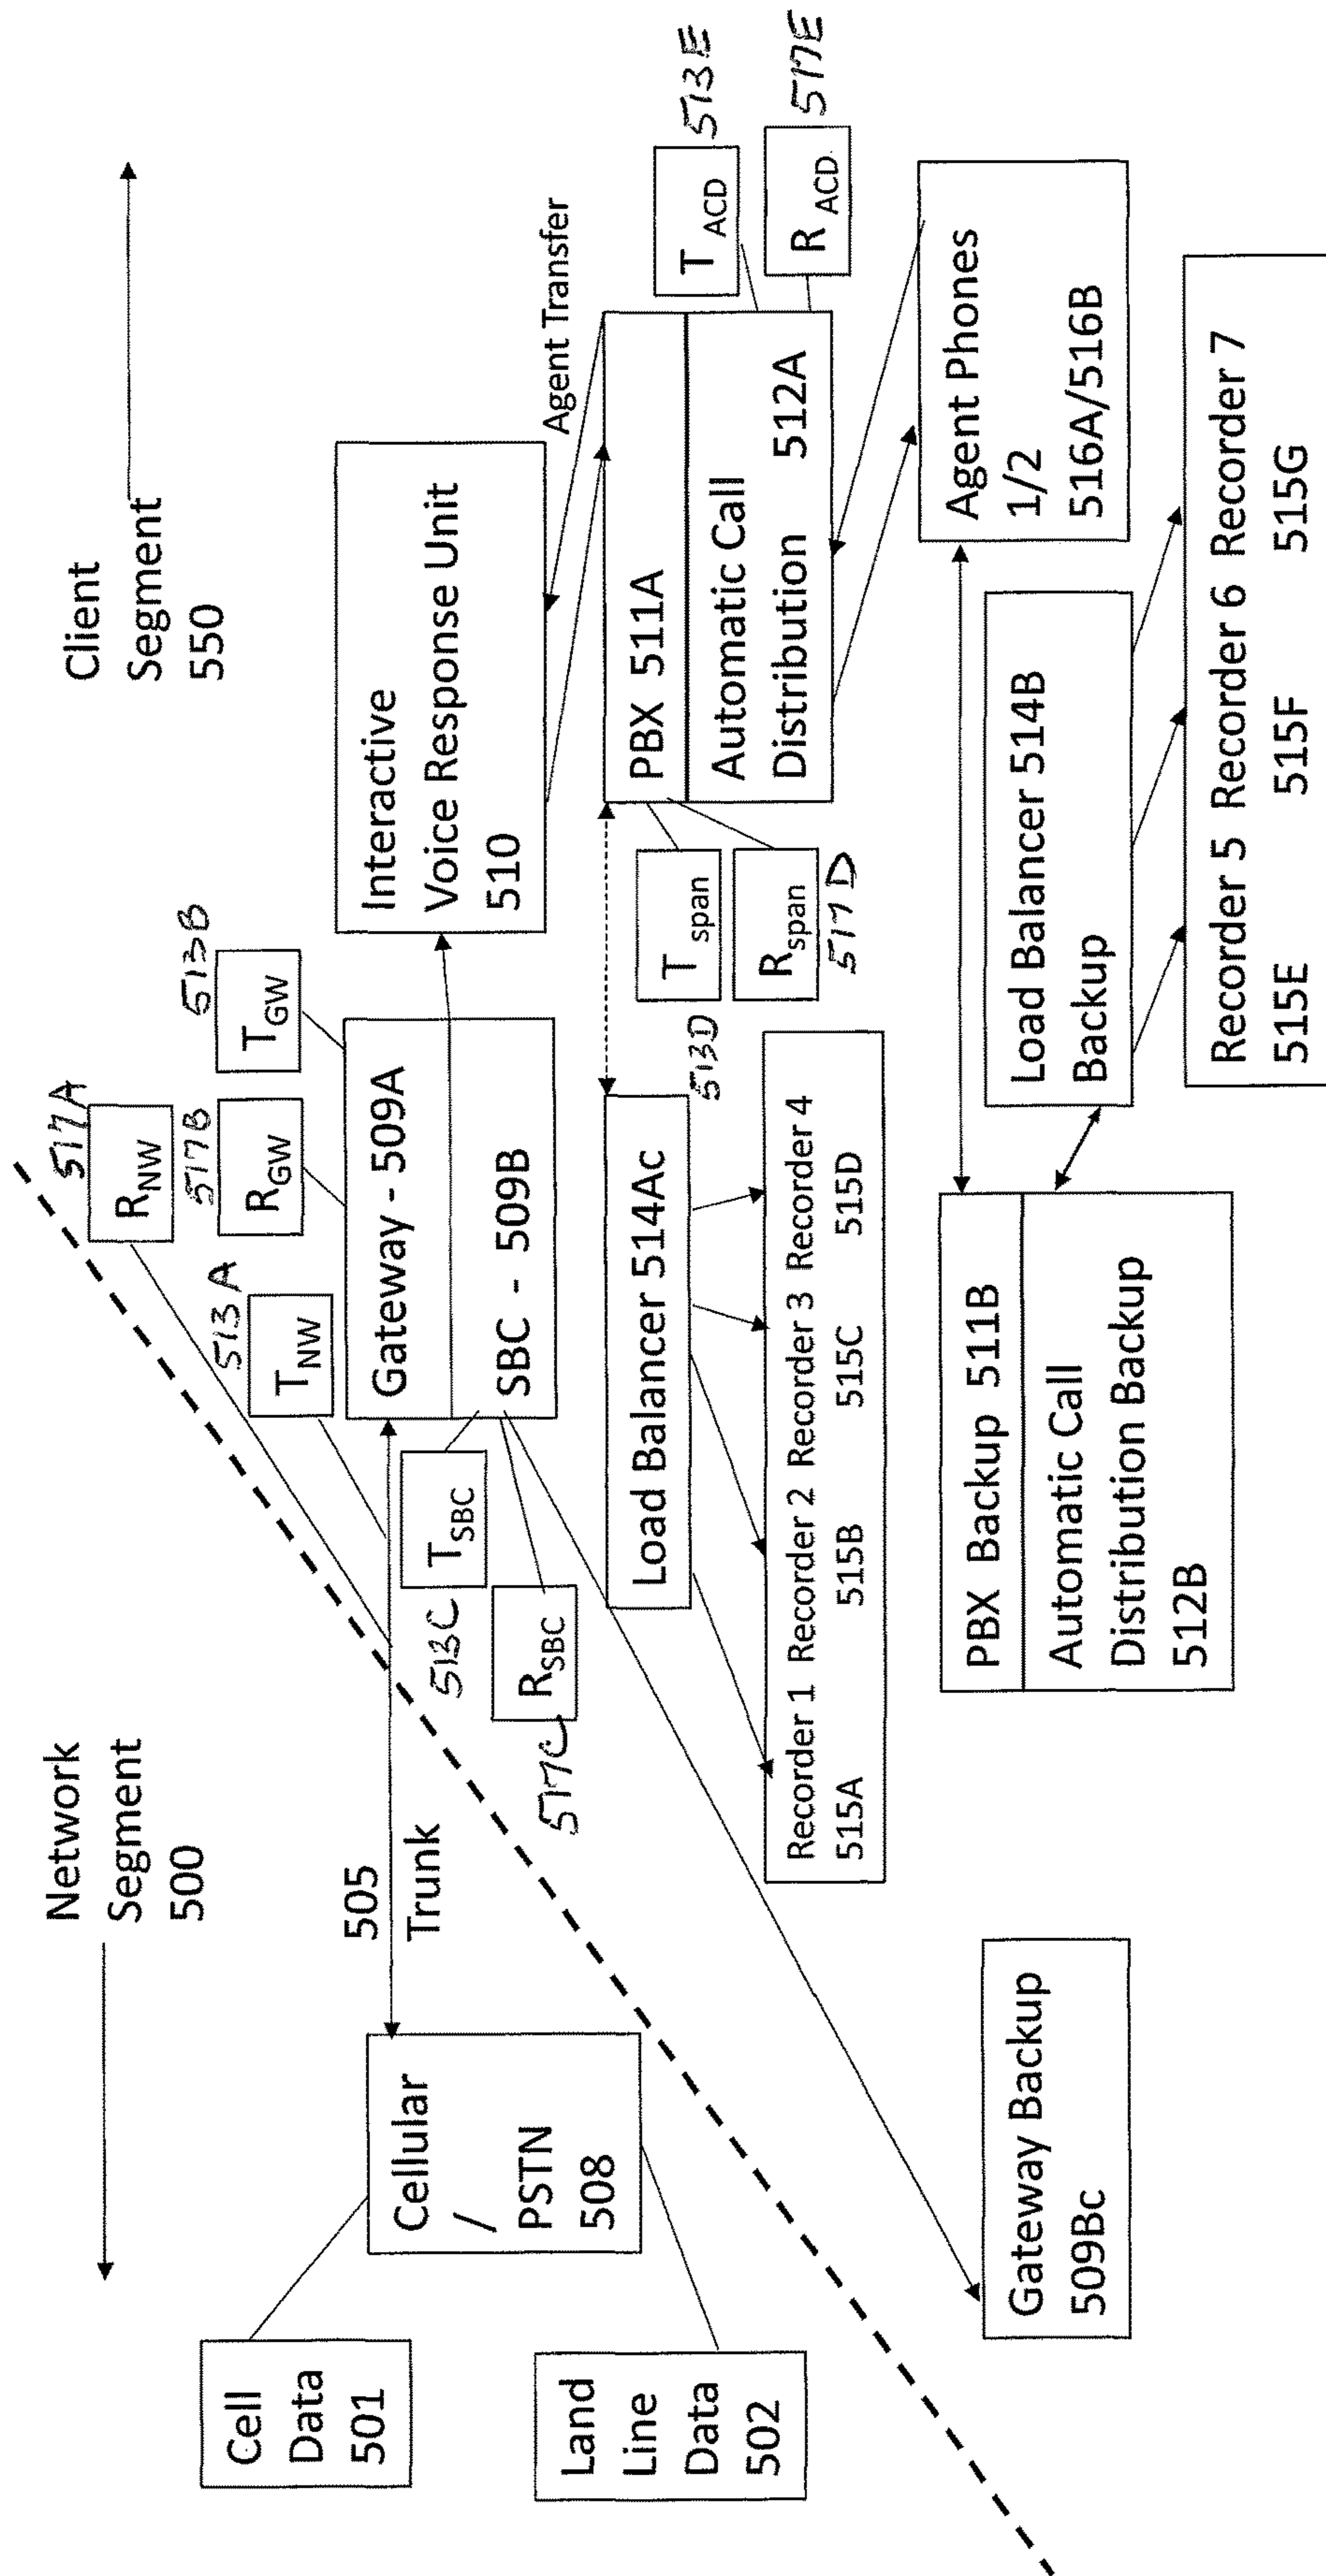 Network
Segment
500
Client
Segment
550
Cell
Data
501
Land
Line
Data
502
Cellular
/
PSTN
508
505
Trunk
513A
T NW
517A
R NW
517B
R GW
513B
T GW
Gateway - 509A
SBC - 509B
513C
T SBC
517C
R SBC
Interactive
Voice Response Unit
510
Agent Transfer
PBX 511A
Automatic Call
Distribution 512A
T ACD
513E
R ACD
517E
513D
T span
R span
517D
Load Balancer 514Ac
Recorder 1 Recorder 2 Recorder 3 Recorder 4
515A 515B 515C 515D
Agent Phones
1/2
516A/516B
Gateway Backup
509Bc
PBX Backup 511B
Automatic Call
Distribution Backup
512B
Load Balancer 514B
Backup
Recorder 5 Recorder 6 Recorder 7
515E 515F 515G